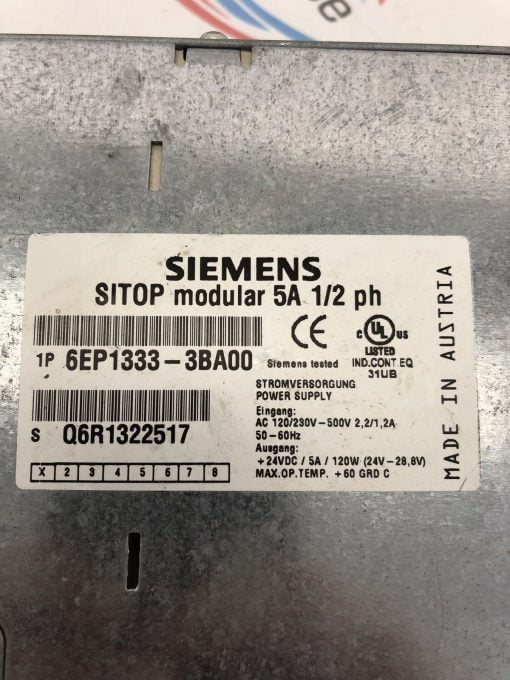 SIEMENS
SITOP modular 5A 1/2 ph
1P 6EP1333-3BA00
Siemens tested
C UL US
LISTED
IND.CONT.EQ
31UB
STROMVERSORGUNG
POWER SUPPLY
Eingang:
AC 120/230V-500V 2,2/1,2A
50-60Hz
Ausgang:
+24VDC / 5A / 120W (24V-28,8V)
MAX.OP.TEMP. +60 GRD C
S Q6R1322517
X 2 3 4 5 6 7 8
MADE IN AUSTRIA